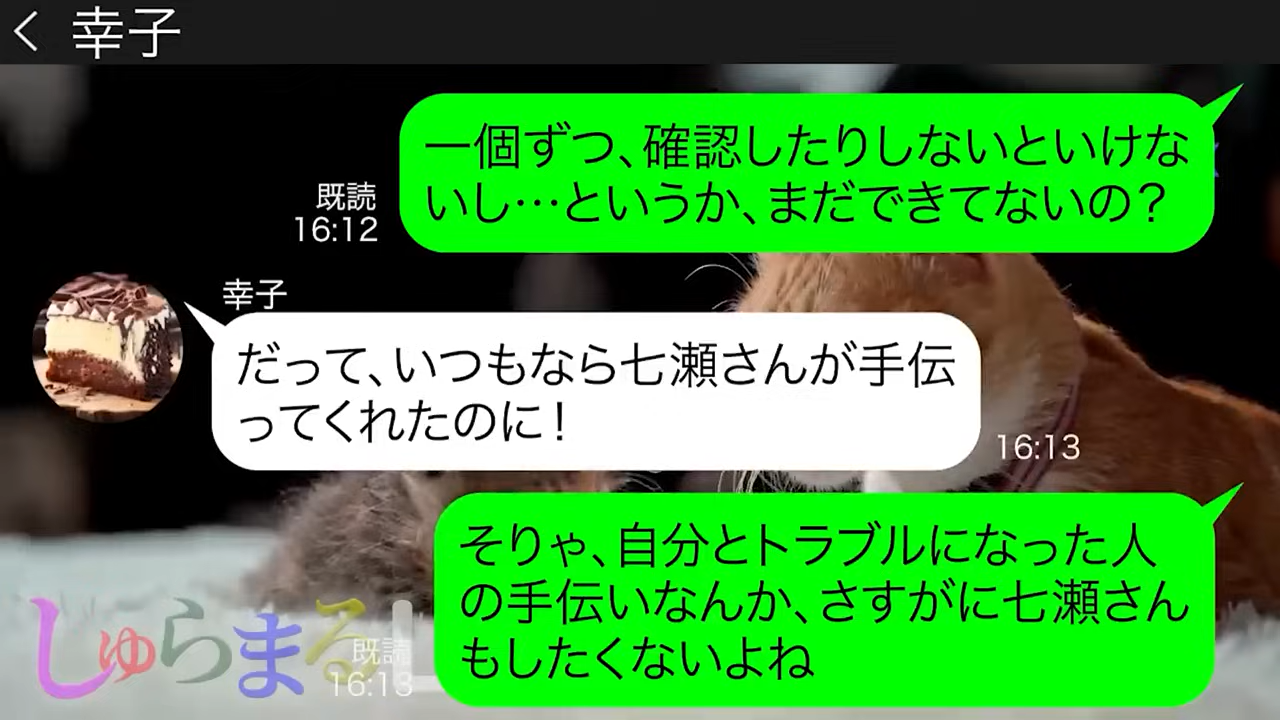 幸子
一個ずつ、確認したりしないといけな
いし…というか、まだできてないの？
既読
16:12
幸子
だって、いつもなら七瀬さんが手伝
ってくれたのに！
16:13
そりゃ、自分とトラブルになった人
の手伝いなんか、さすがに七瀬さん
もしたくないよね
既読
16:13
しゅらまる